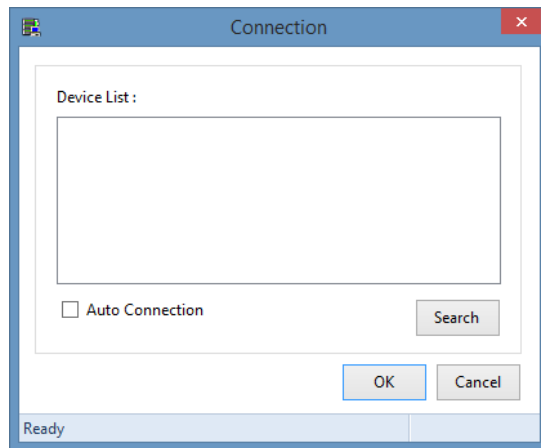 Connection
Device List :
Auto Connection
Search
OK
Cancel
Ready